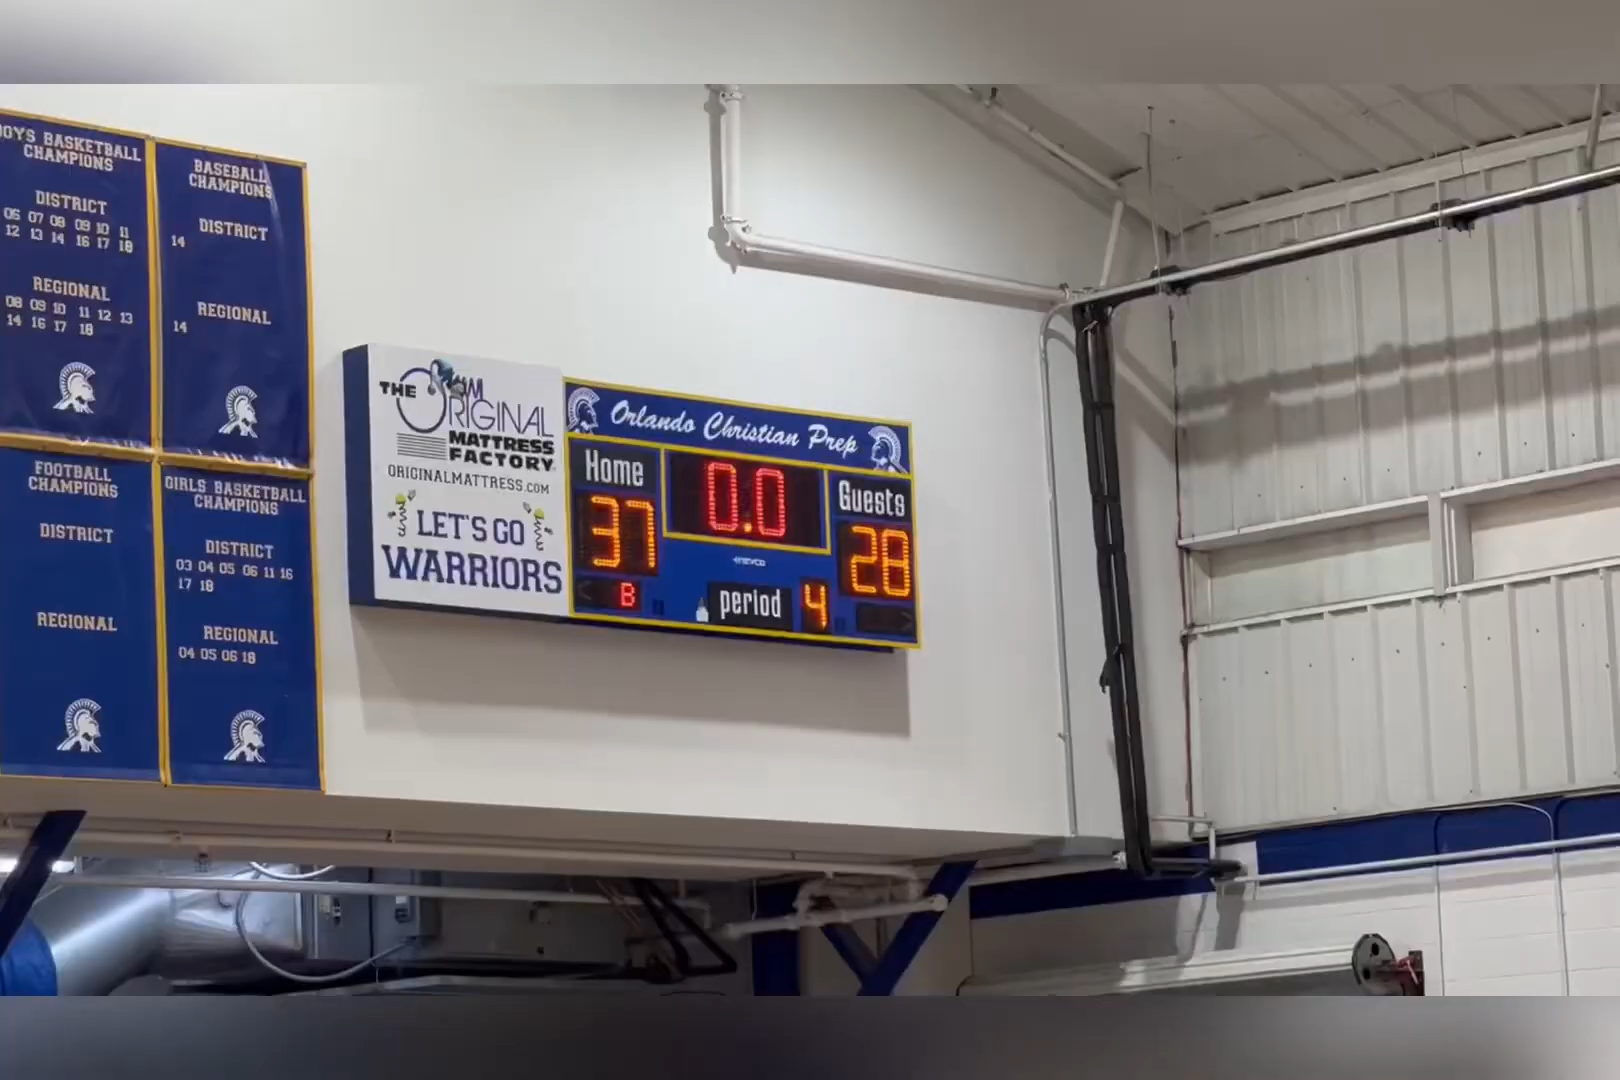 BOYS BASKETBALL
CHAMPIONS
DISTRICT
06 07 08 09 10 11
12 13 14 16 17 18
REGIONAL
08 09 10 11 12 13
14 16 17 18
BASEBALL
CHAMPIONS
DISTRICT
14
REGIONAL
14
FOOTBALL
CHAMPIONS
DISTRICT
REGIONAL
GIRLS BASKETBALL
CHAMPIONS
DISTRICT
03 04 05 06 11 16
17 18
REGIONAL
04 05 06 18
THE
ORIGINAL
MATTRESS
FACTORY
ORIGINALMATTRESS.COM
LET'S GO
WARRIORS
Orlando Christian Prep
Home
0.0
Guests
37
28
NEVCO
B
period
4